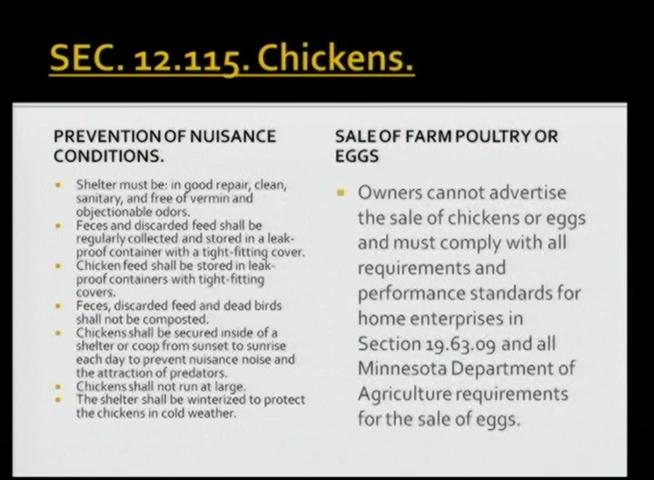 SEC. 12.115. Chickens.
PREVENTION OF NUISANCE
CONDITIONS.
Shelter must be: in good repair, clean,
sanitary, and free of vermin and
objectionable odors.
Feces and discarded feed shall be
regularly collected and stored in a leak-
proof container with a tight-fitting cover.
Chicken feed shall be stored in leak-
proof containers with tight-fitting
covers.
Feces, discarded feed and dead birds
shall not be composted.
Chickens shall be secured inside of a
shelter or coop from sunset to sunrise
each day to prevent nuisance noise and
the attraction of predators.
Chickens shall not run at large.
The shelter shall be winterized to protect
the chickens in cold weather.
SALE OF FARM POULTRY OR
EGGS
Owners cannot advertise
the sale of chickens or eggs
and must comply with all
requirements and
performance standards for
home enterprises in
Section 19.63.09 and all
Minnesota Department of
Agriculture requirements
for the sale of eggs.